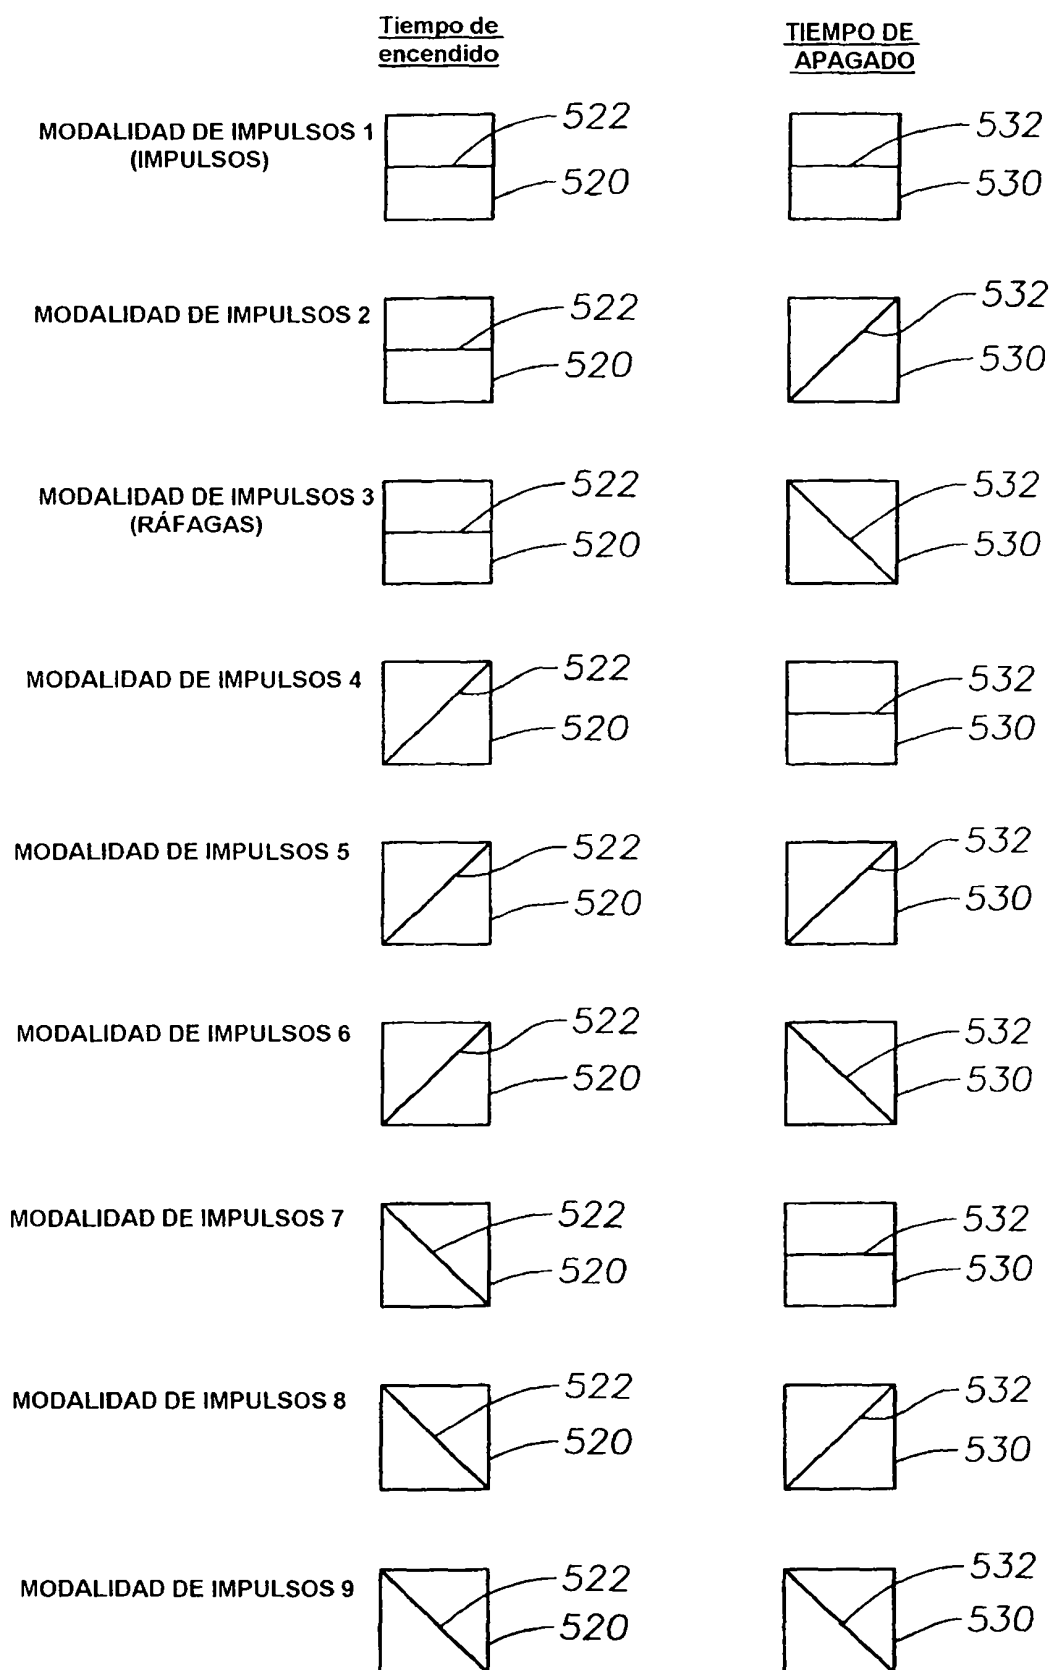 Tiempo de
encendido
TIEMPO DE
APAGADO
MODALIDAD DE IMPULSOS 1
(IMPULSOS)
522
520
532
530
MODALIDAD DE IMPULSOS 2
522
520
532
530
MODALIDAD DE IMPULSOS 3
(RÁFAGAS)
522
520
532
530
MODALIDAD DE IMPULSOS 4
522
520
532
530
MODALIDAD DE IMPULSOS 5
522
520
532
530
MODALIDAD DE IMPULSOS 6
522
520
532
530
MODALIDAD DE IMPULSOS 7
522
520
532
530
MODALIDAD DE IMPULSOS 8
522
520
532
530
MODALIDAD DE IMPULSOS 9
522
520
532
530